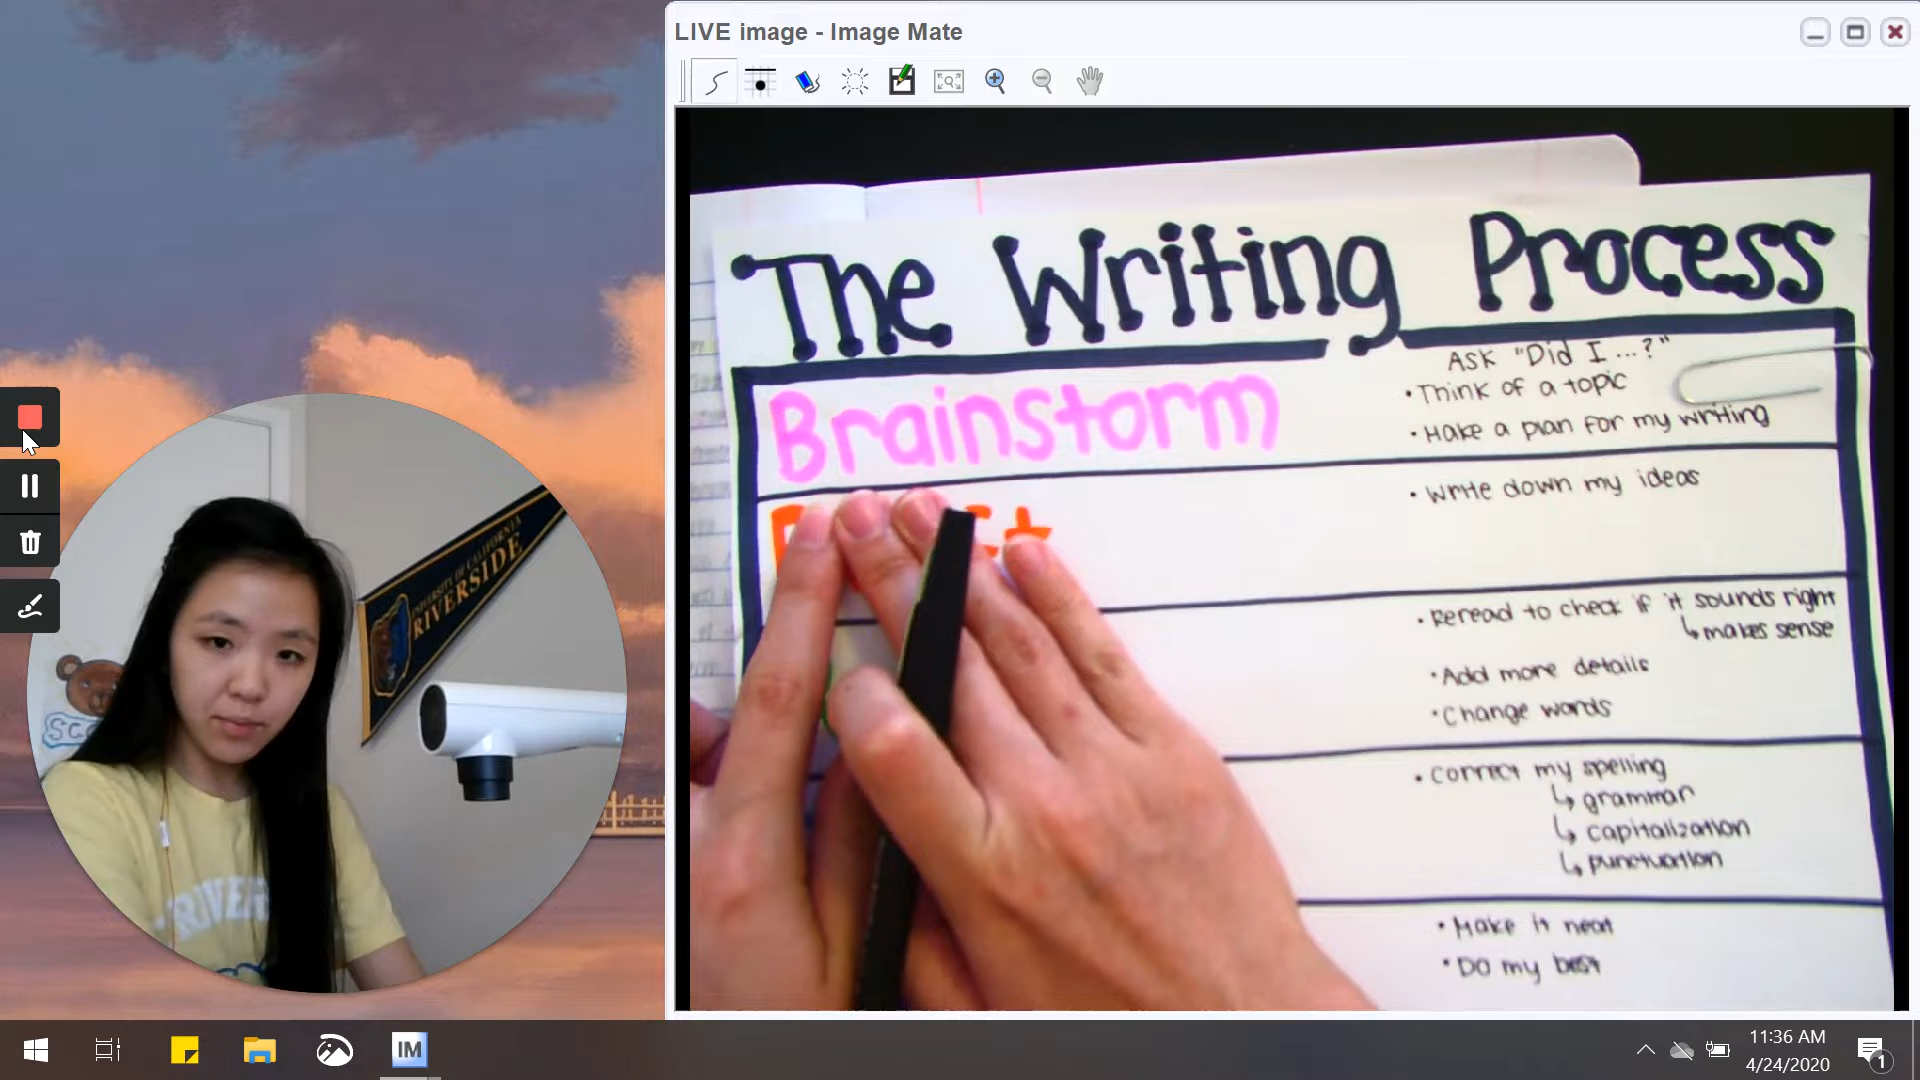 LIVE image - Image Mate
The Writing Process
Ask "Did I ...?"
Brainstorm
• Think of a topic
• Make a plan for my writing
• Write down my ideas
• Reread to check if it sounds right
↳ makes sense
• Add more details
• Change words
• Correct my spelling
↳ grammar
↳ capitalization
↳ punctuation
• Make it neat
• Do my best
UNIVERSITY OF CALIFORNIA
RIVERSIDE
IM
11:36 AM
4/24/2020
1